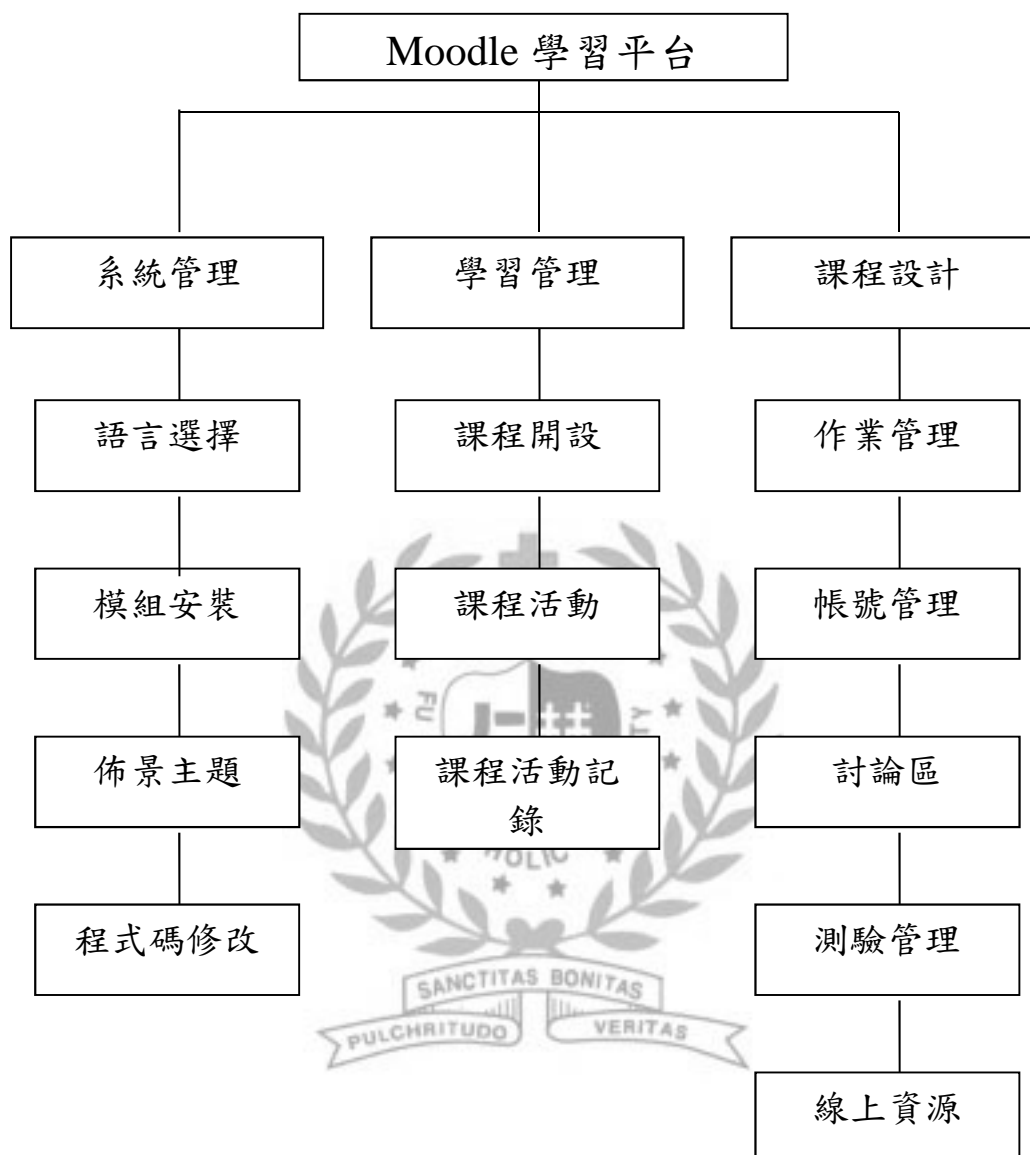 Moodle 學習平台
系統管理
學習管理
課程設計
語言選擇
課程開設
作業管理
模組安裝
課程活動
帳號管理
FU
TY
佈景主題
課程活動記
錄
討論區
HOLIC
程式碼修改
測驗管理
SANCTITAS BONITAS
PULCHRITUDO
VERITAS
線上資源